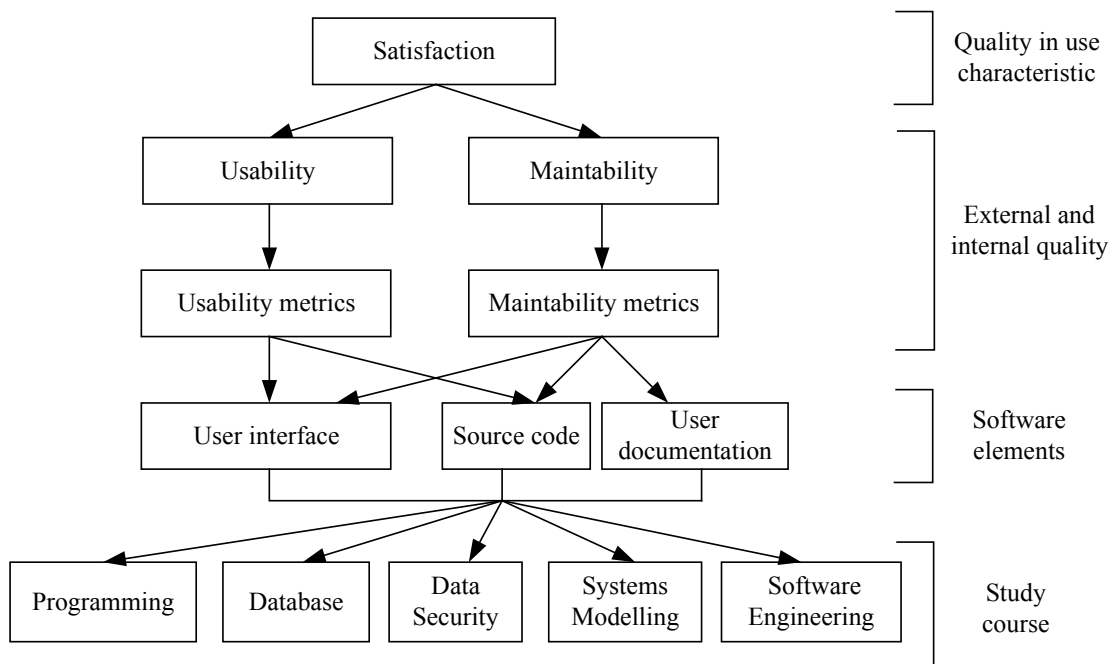 Satisfaction
Quality in use
characteristic
Usability
Maintability
External and
internal quality
Usability metrics
Maintability metrics
User interface
Source code
User
documentation
Software
elements
Programming
Database
Data
Security
Systems
Modelling
Software
Engineering
Study
course